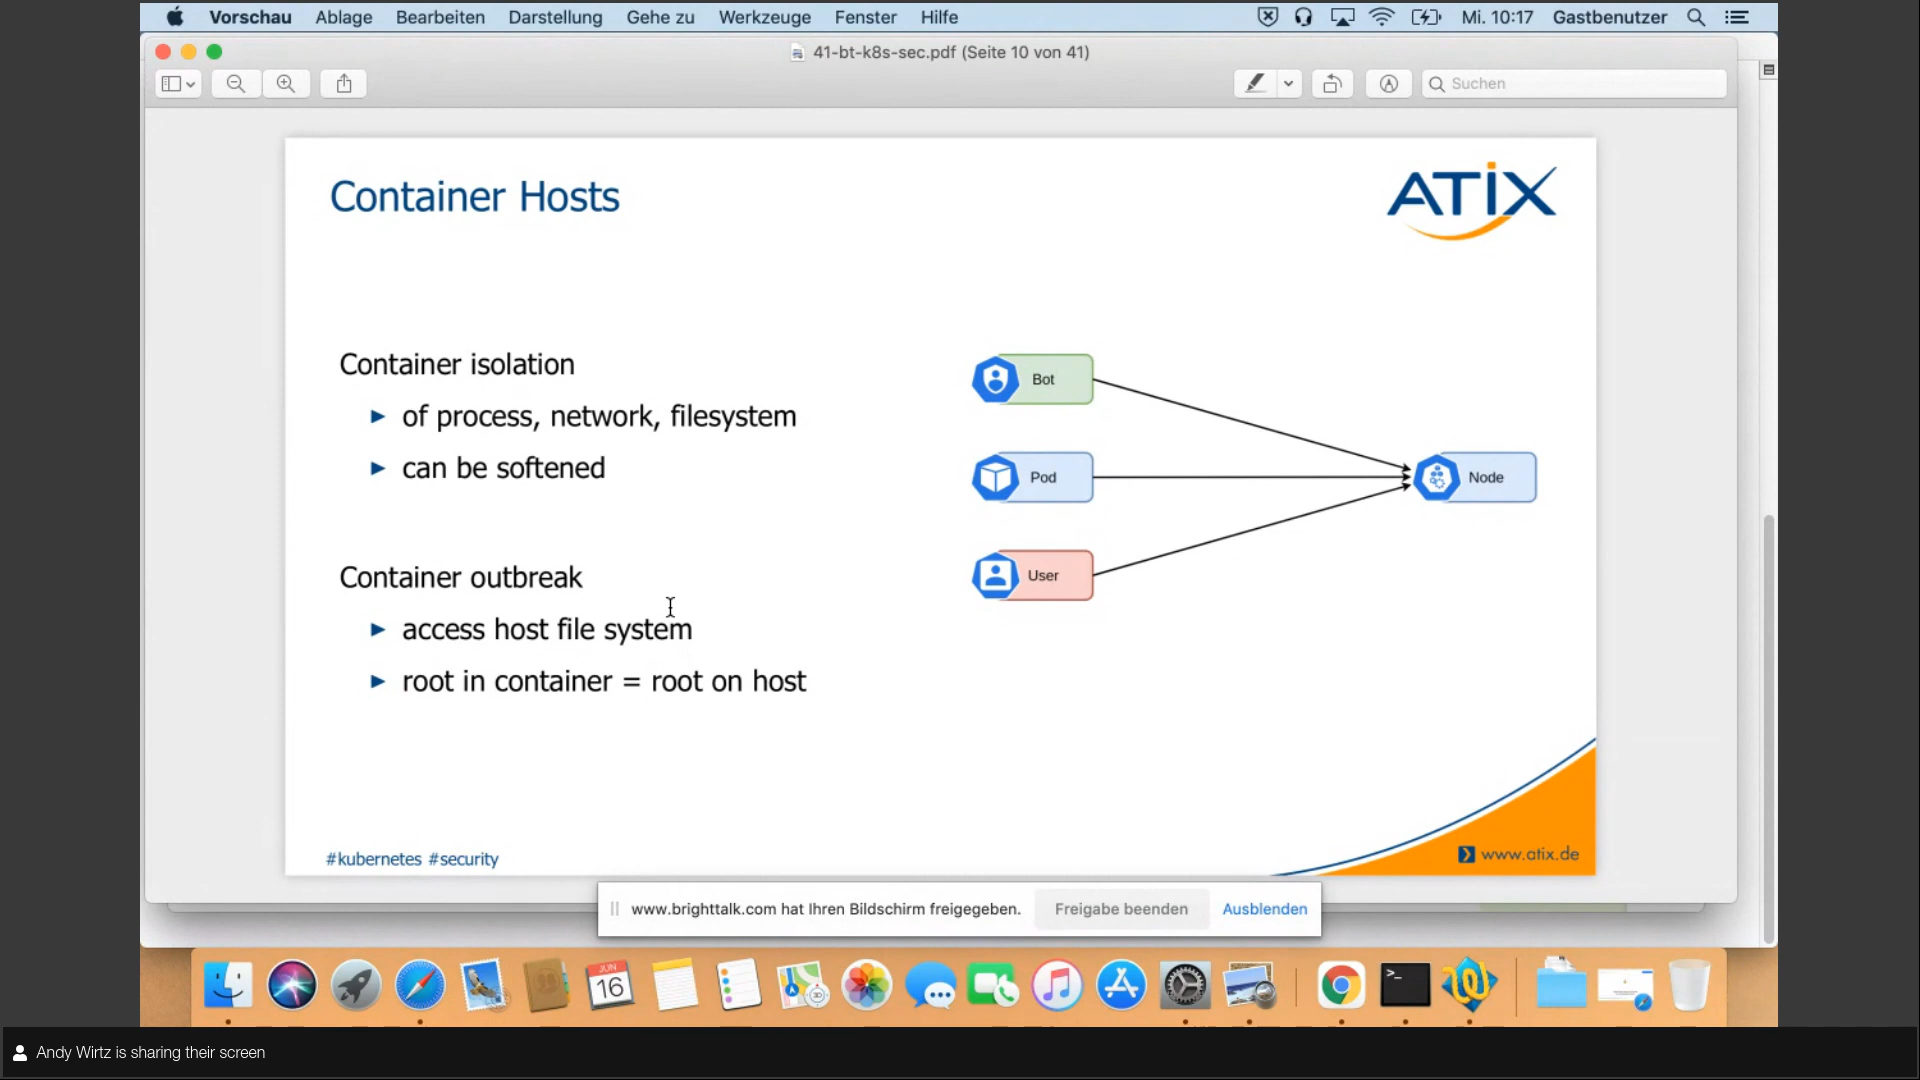 Vorschau Ablage Bearbeiten Darstellung Gehe zu Werkzeuge Fenster Hilfe Mi. 10:17 Gastbenutzer
41-bt-k8s-sec.pdf (Seite 10 von 41)
Suchen
Container Hosts
ATIX
Container isolation
of process, network, filesystem
can be softened
Container outbreak
access host file system
root in container = root on host
Bot
Pod
Node
User
#kubernetes #security
www.atix.de
www.brighttalk.com hat Ihren Bildschirm freigegeben. Freigabe beenden Ausblenden
JUN
16
Andy Wirtz is sharing their screen